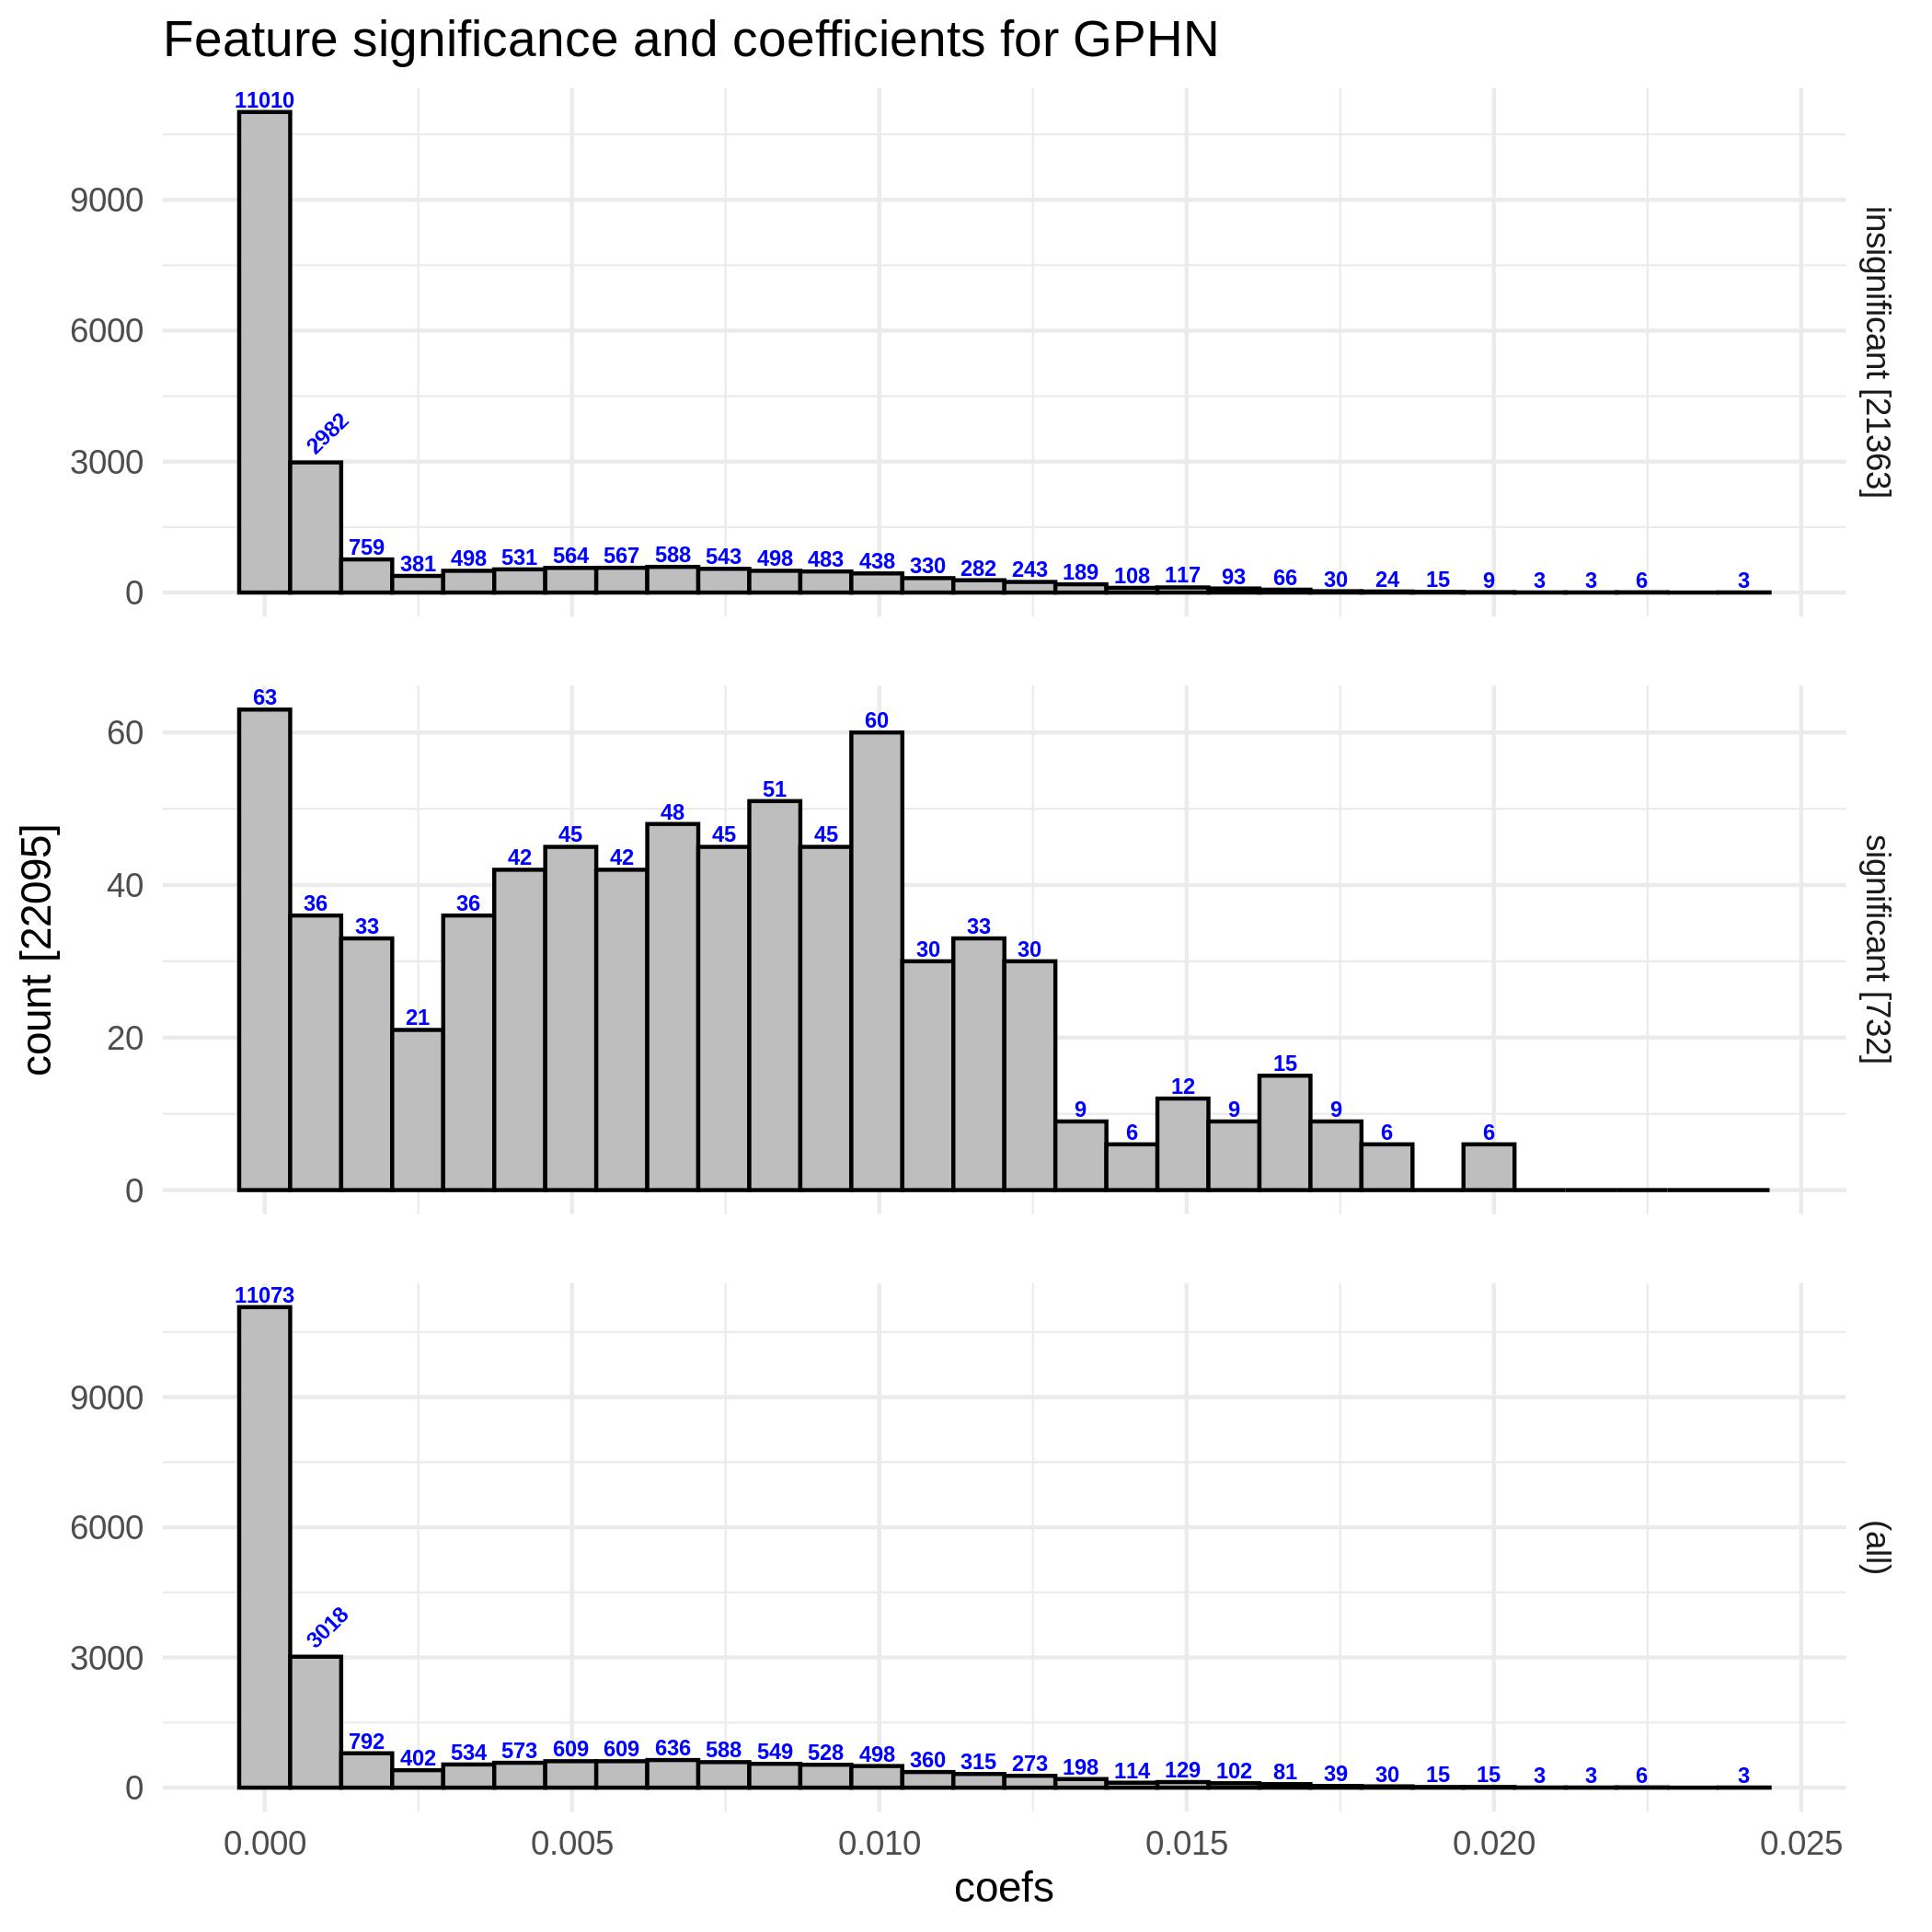 Feature significance and coefficients for GPHN
11010
2982
759 381 498 531 564 567 588 543 498 483 438 330 282 243 189 108 117 93 66 30 24 15 9 3 3 6 3
9000
6000
3000
0
insignificant [21363]
63 36 33 21 36 42 45 42 48 45 51 45 60 30 33 30 9 6 12 9 15 9 6 6
60
40
20
0
significant [732]
count [22095]
11073
3018
792 402 534 573 609 609 636 588 549 528 498 360 315 273 198 114 129 102 81 39 30 15 15 3 3 6 3
9000
6000
3000
0
(all)
0.000 0.005 0.010 0.015 0.020 0.025
coefs